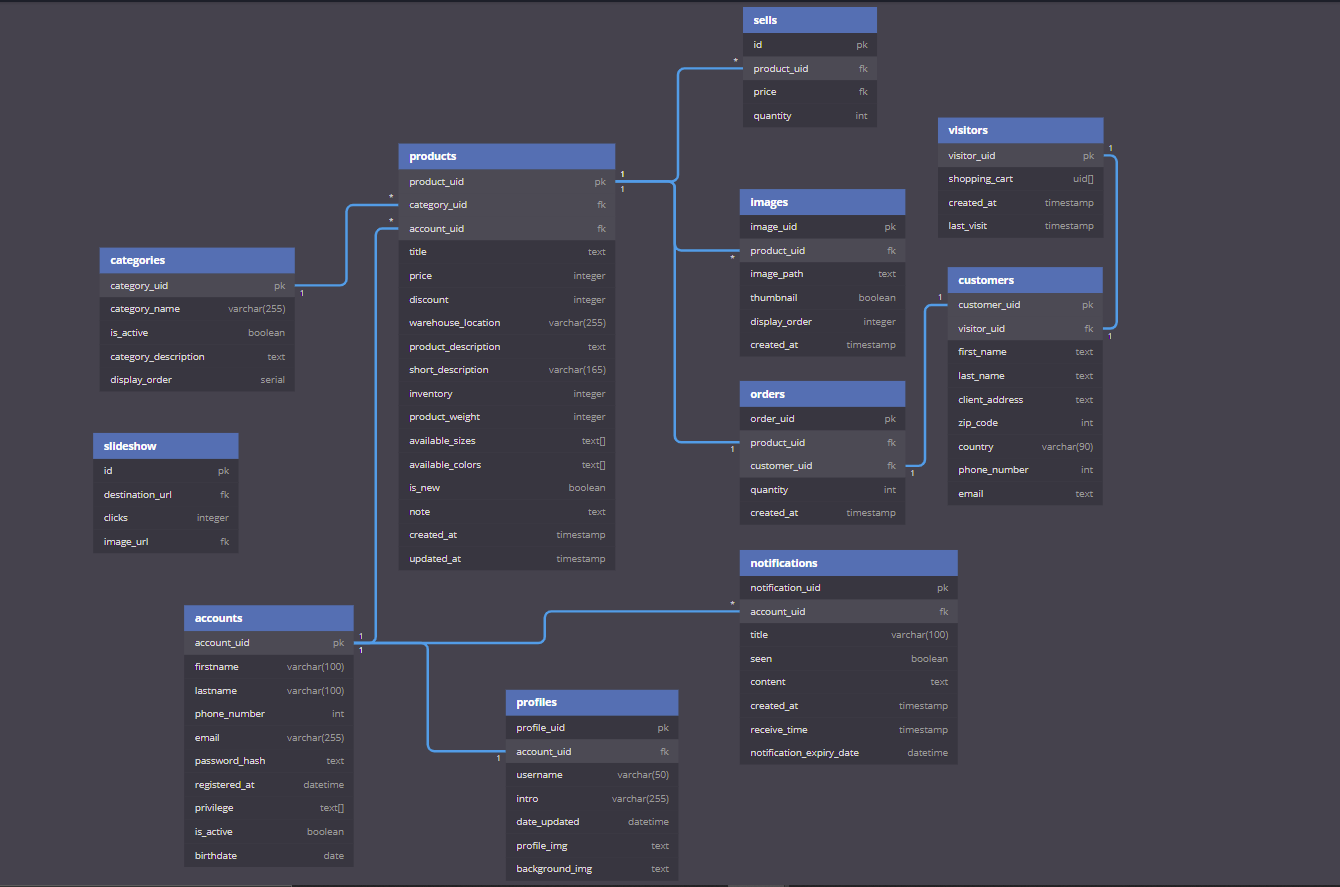 sells
id pk
product_uid fk
price fk
quantity int
visitors
visitor_uid pk
shopping_cart uid[]
created_at timestamp
last_visit timestamp
products
product_uid pk
category_uid fk
account_uid fk
title text
price integer
discount integer
warehouse_location varchar(255)
product_description text
short_description varchar(165)
inventory integer
product_weight integer
available_sizes text[]
available_colors text[]
is_new boolean
note text
created_at timestamp
updated_at timestamp
images
image_uid pk
product_uid fk
image_path text
thumbnail boolean
display_order integer
created_at timestamp
categories
category_uid pk
category_name varchar(255)
is_active boolean
category_description text
display_order serial
customers
customer_uid pk
visitor_uid fk
first_name text
last_name text
client_address text
zip_code int
country varchar(90)
phone_number int
email text
orders
order_uid pk
product_uid fk
customer_uid fk
quantity int
created_at timestamp
slideshow
id pk
destination_url fk
clicks integer
image_url fk
notifications
notification_uid pk
account_uid fk
title varchar(100)
seen boolean
content text
created_at timestamp
receive_time timestamp
notification_expiry_date datetime
accounts
account_uid pk
firstname varchar(100)
lastname varchar(100)
phone_number int
email varchar(255)
password_hash text
registered_at datetime
privilege text[]
is_active boolean
birthdate date
profiles
profile_uid pk
account_uid fk
username varchar(50)
intro varchar(255)
date_updated datetime
profile_img text
background_img text
*
1
1
*
*
1
*
1
1
1
1
1
1
1
*
1